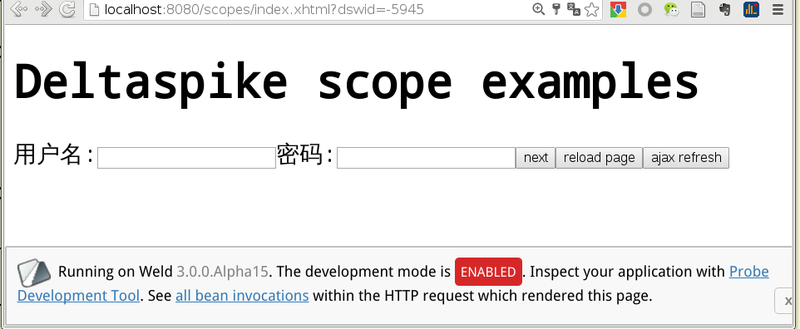 localhost:8080/scopes/index.xhtml?dswid=-5945
Deltaspike scope examples
用户名: 密码: next reload page ajax refresh
Running on Weld 3.0.0.Alpha15. The development mode is ENABLED. Inspect your application with Probe
Development Tool. See all bean invocations within the HTTP request which rendered this page.
x